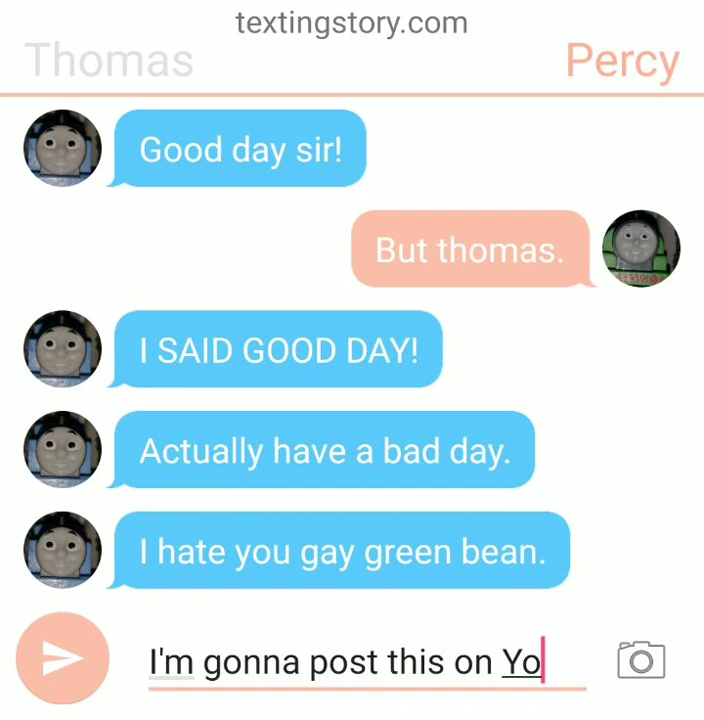 textingstory.com
Thomas
Percy
Good day sir!
But thomas.
I SAID GOOD DAY!
Actually have a bad day.
I hate you gay green bean.
I'm gonna post this on Yo